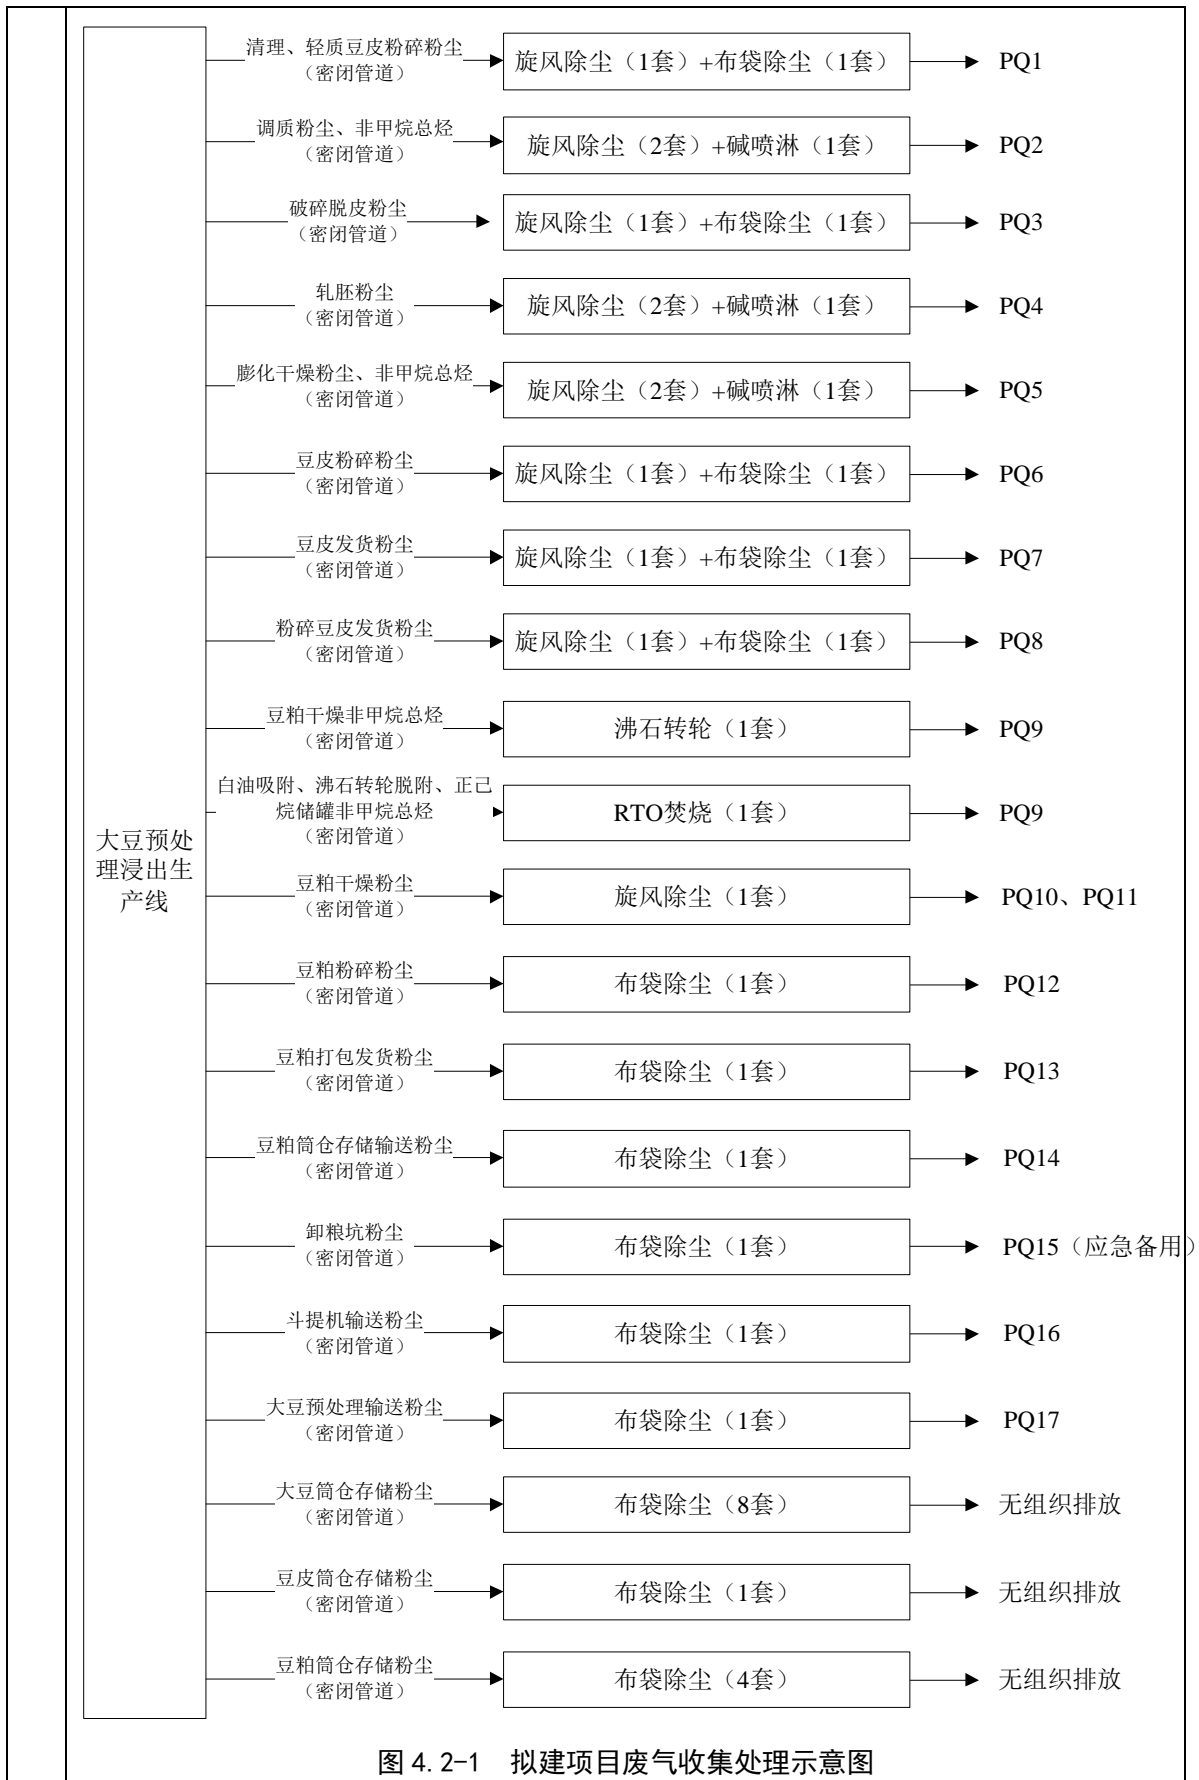 清理、轻质豆皮粉碎粉尘
（密闭管道）
旋风除尘（1套）+布袋除尘（1套）
PQ1
调质粉尘、非甲烷总烃
（密闭管道）
旋风除尘（2套）+碱喷淋（1套）
PQ2
破碎脱皮粉尘
（密闭管道）
旋风除尘（1套）+布袋除尘（1套）
PQ3
轧胚粉尘
（密闭管道）
旋风除尘（2套）+碱喷淋（1套）
PQ4
膨化干燥粉尘、非甲烷总烃
（密闭管道）
旋风除尘（2套）+碱喷淋（1套）
PQ5
豆皮粉碎粉尘
（密闭管道）
旋风除尘（1套）+布袋除尘（1套）
PQ6
豆皮发货粉尘
（密闭管道）
旋风除尘（1套）+布袋除尘（1套）
PQ7
粉碎豆皮发货粉尘
（密闭管道）
旋风除尘（1套）+布袋除尘（1套）
PQ8
豆粕干燥非甲烷总烃
（密闭管道）
沸石转轮（1套）
PQ9
白油吸附、沸石转轮脱附、正己
烷储罐非甲烷总烃
（密闭管道）
RTO焚烧（1套）
PQ9
大豆预处
理浸出生
产线
豆粕干燥粉尘
（密闭管道）
旋风除尘（1套）
PQ10、PQ11
豆粕粉碎粉尘
（密闭管道）
布袋除尘（1套）
PQ12
豆粕打包发货粉尘
（密闭管道）
布袋除尘（1套）
PQ13
豆粕筒仓存储输送粉尘
（密闭管道）
布袋除尘（1套）
PQ14
卸粮坑粉尘
（密闭管道）
布袋除尘（1套）
PQ15（应急备用）
斗提机输送粉尘
（密闭管道）
布袋除尘（1套）
PQ16
大豆预处理输送粉尘
（密闭管道）
布袋除尘（1套）
PQ17
大豆筒仓存储粉尘
（密闭管道）
布袋除尘（8套）
无组织排放
豆皮筒仓存储粉尘
（密闭管道）
布袋除尘（1套）
无组织排放
豆粕筒仓存储粉尘
（密闭管道）
布袋除尘（4套）
无组织排放
图 4.2-1 拟建项目废气收集处理示意图